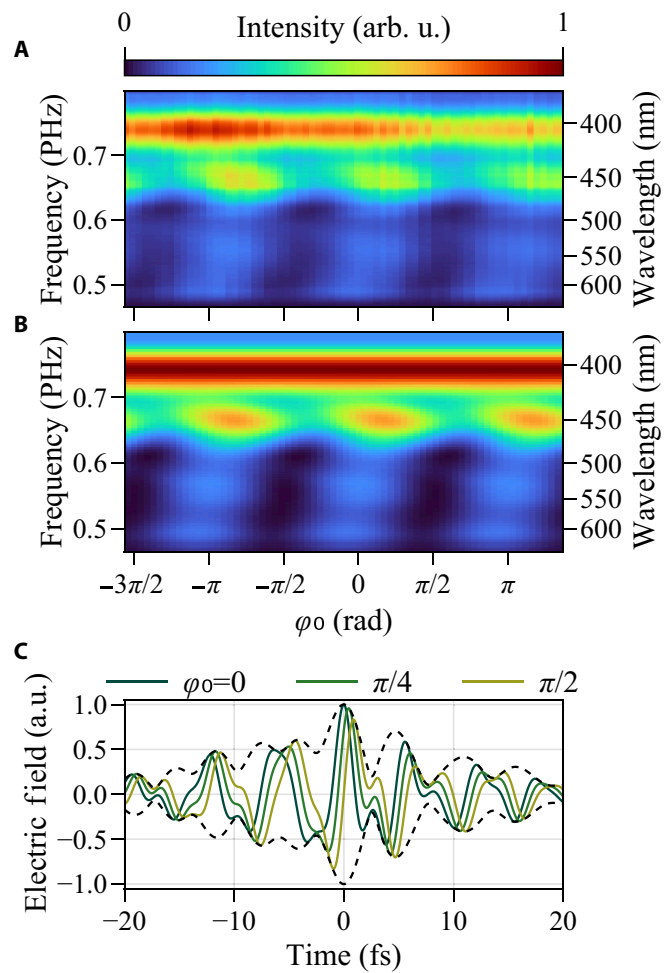 0 Intensity (arb. u.) 1
A
Frequency (PHz)
0.7
0.6
0.5
400
450
500
550
600
Wavelength (nm)
B
Frequency (PHz)
0.7
0.6
0.5
400
450
500
550
600
Wavelength (nm)
−3π/2 −π −π/2 0 π/2 π
φ0 (rad)
C
φ0=0 π/4 π/2
Electric field (a.u.)
1.0
0.5
0.0
−0.5
−1.0
−20 −10 0 10 20
Time (fs)